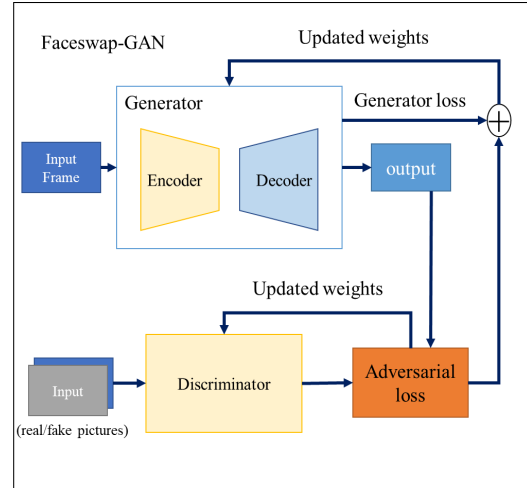 Faceswap-GAN
Updated weights
Generator
Generator loss
+
Input
Frame
Encoder
Decoder
output
Updated weights
Input
(real/fake pictures)
Discriminator
Adversarial
loss